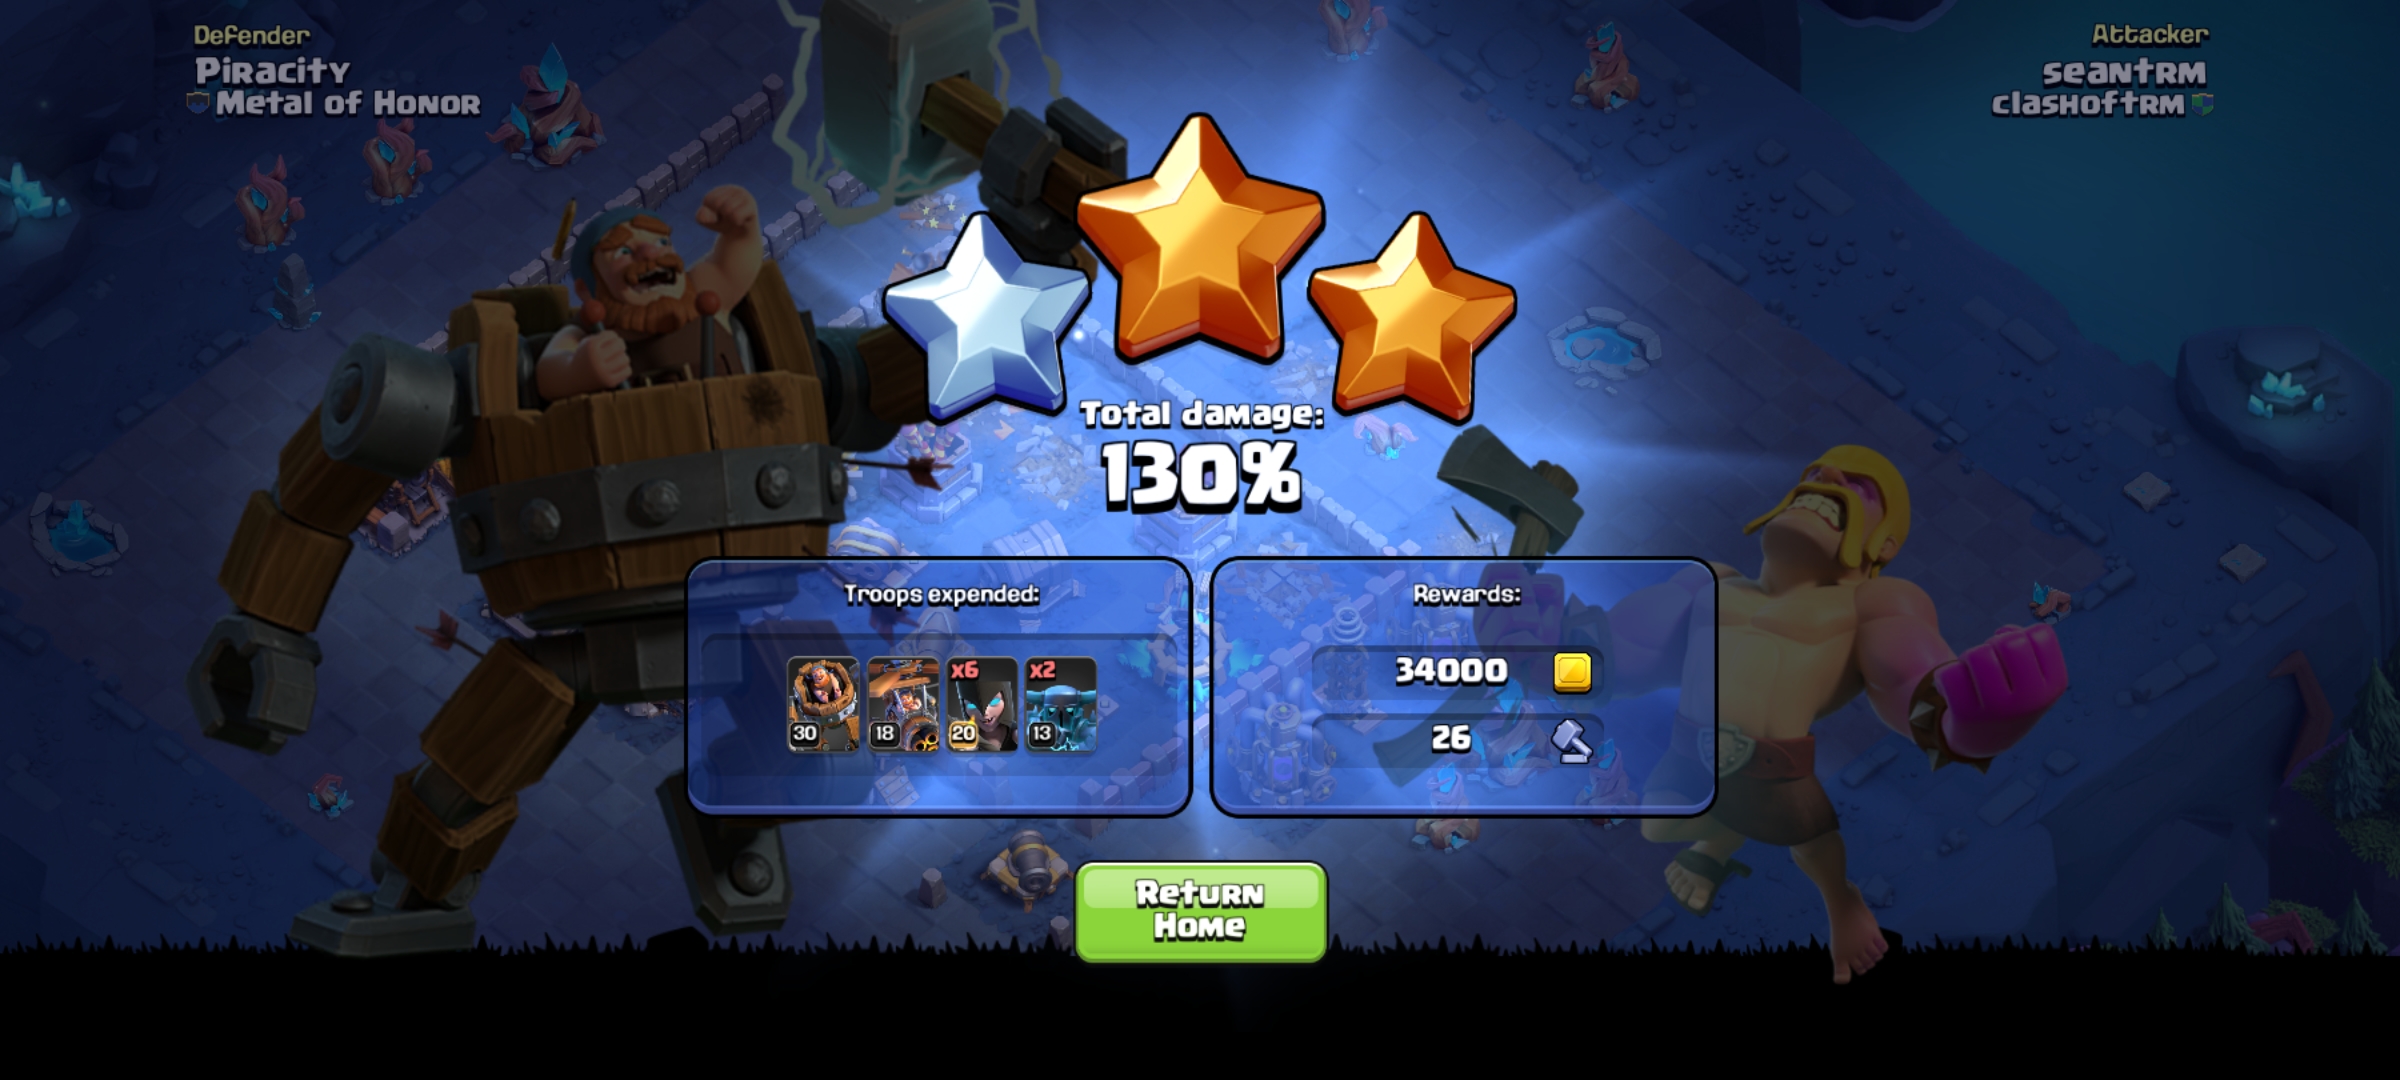 Defender
Piracity
Metal of Honor
Attacker
seantrm
clashoftrm
Total damage:
130%
Troops expended:
30
18
x6
20
x2
13
Rewards:
34000
26
Return
Home